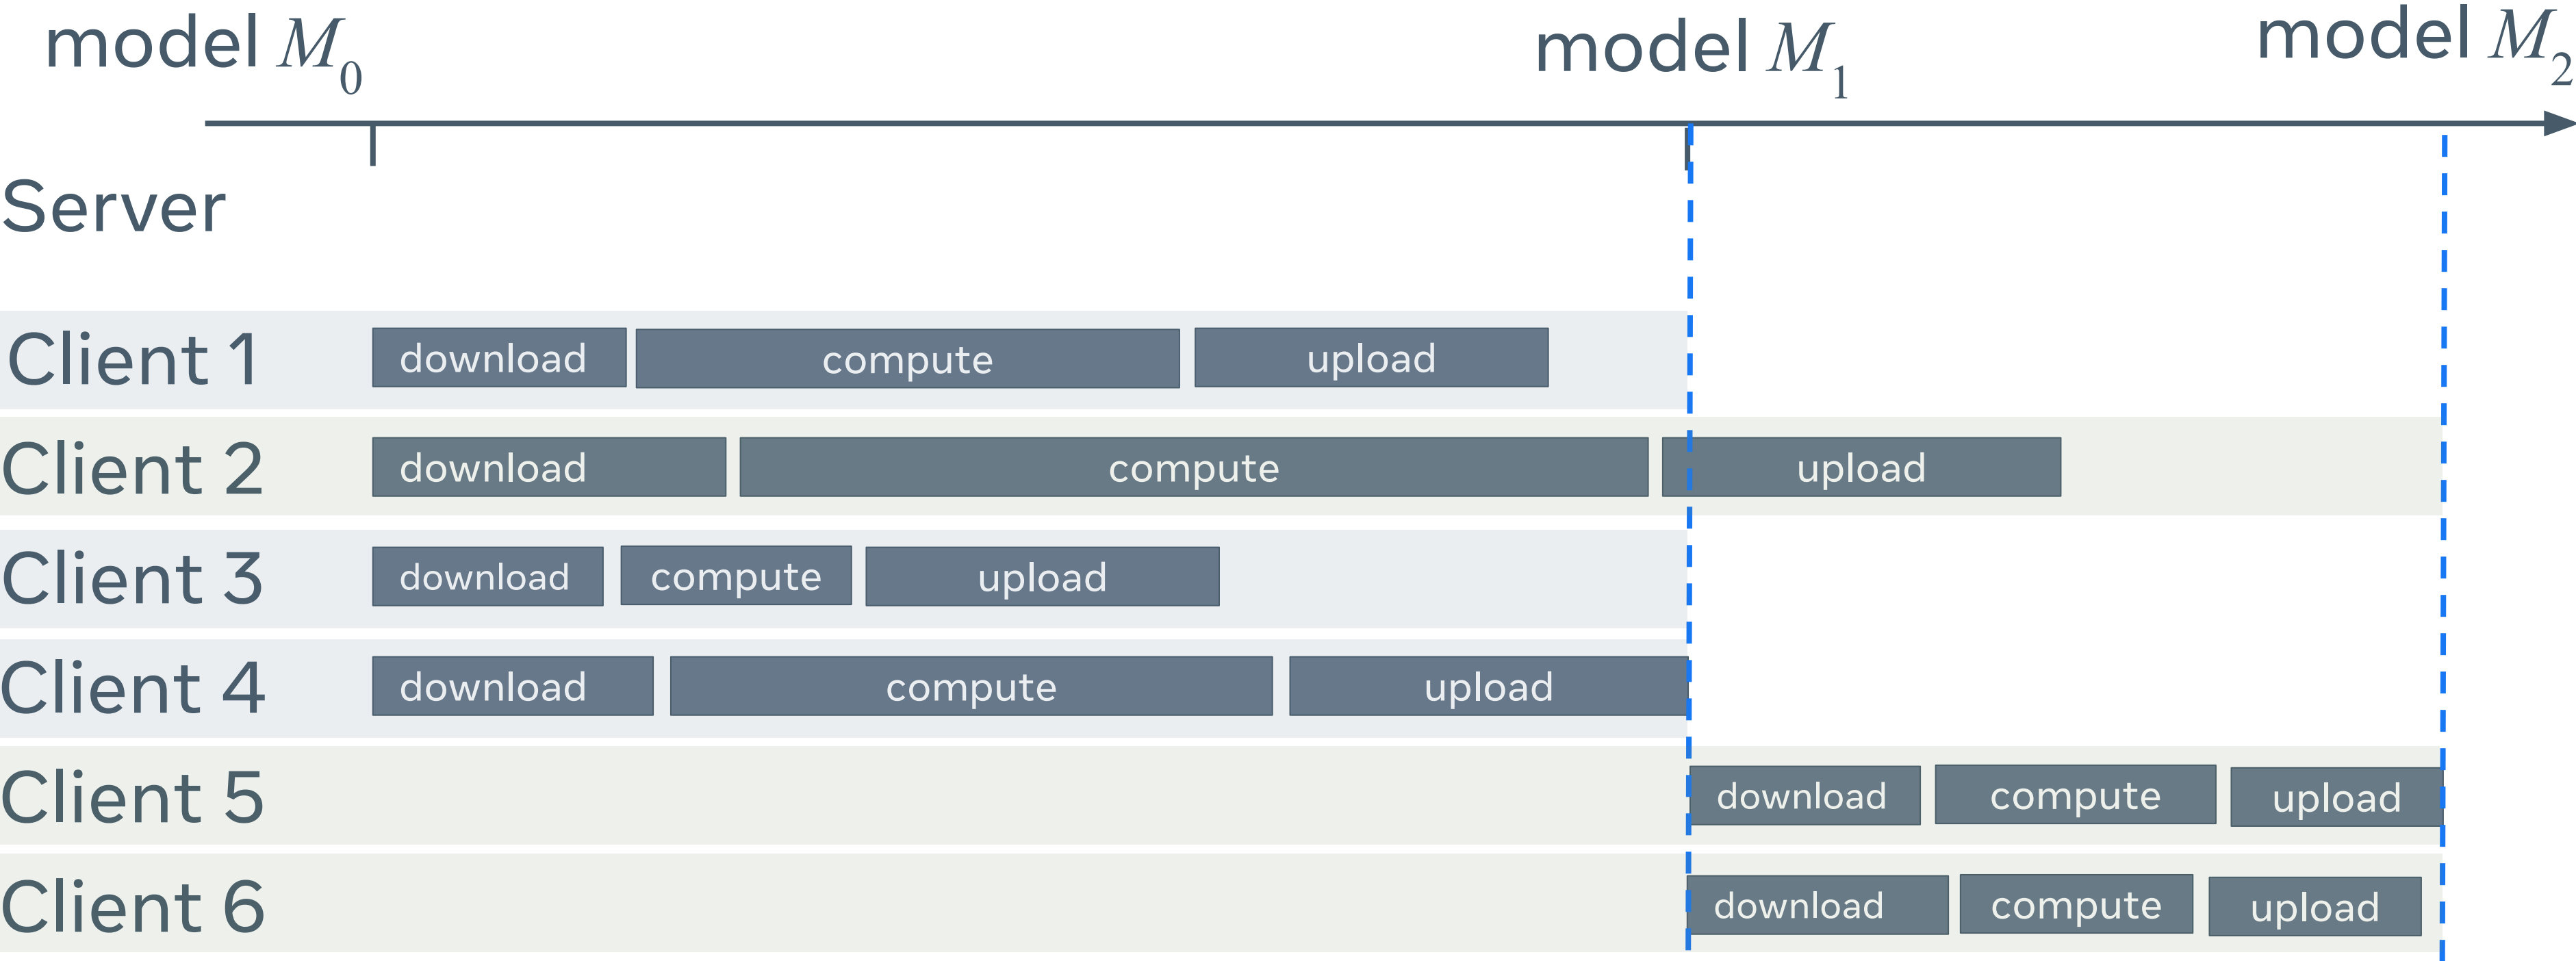 model M0 model M1 model M2
Server
Client 1 download compute upload
Client 2 download compute upload
Client 3 download compute upload
Client 4 download compute upload
Client 5 download compute upload
Client 6 download compute upload